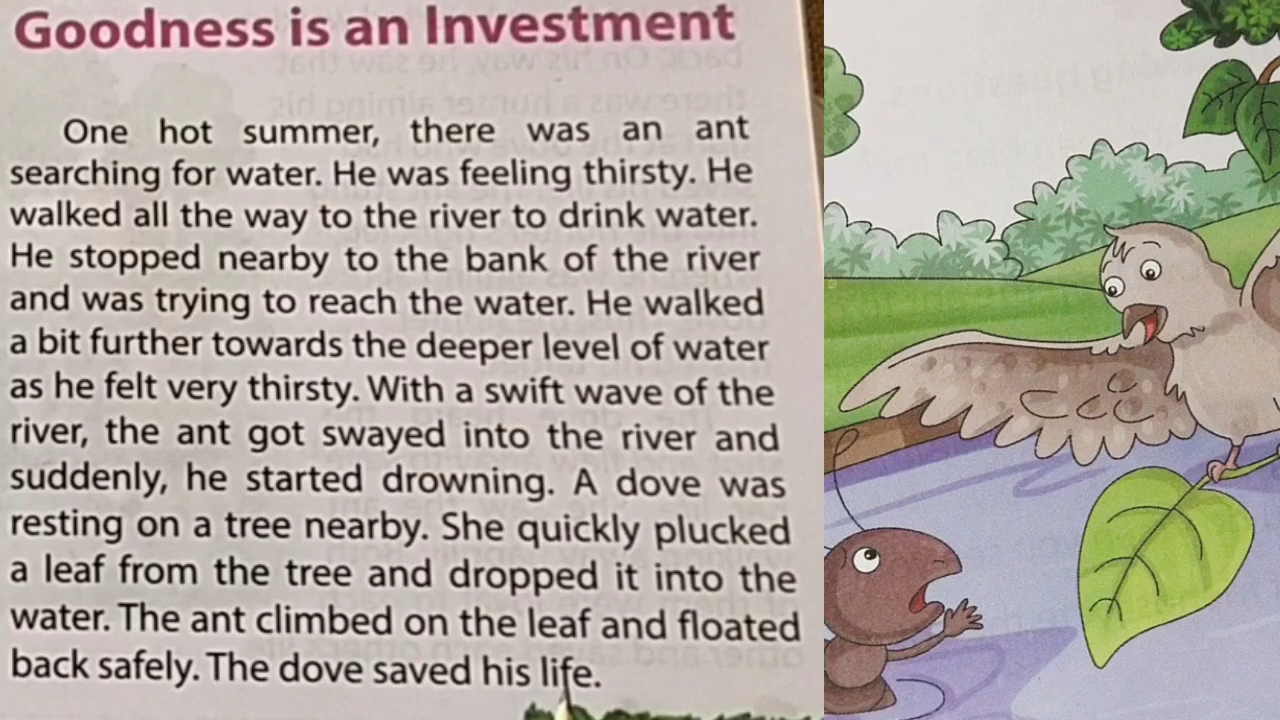 Goodness is an Investment
One hot summer, there was an ant
searching for water. He was feeling thirsty. He
walked all the way to the river to drink water.
He stopped nearby to the bank of the river
and was trying to reach the water. He walked
a bit further towards the deeper level of water
as he felt very thirsty. With a swift wave of the
river, the ant got swayed into the river and
suddenly, he started drowning. A dove was
resting on a tree nearby. She quickly plucked
a leaf from the tree and dropped it into the
water. The ant climbed on the leaf and floated
back safely. The dove saved his life.